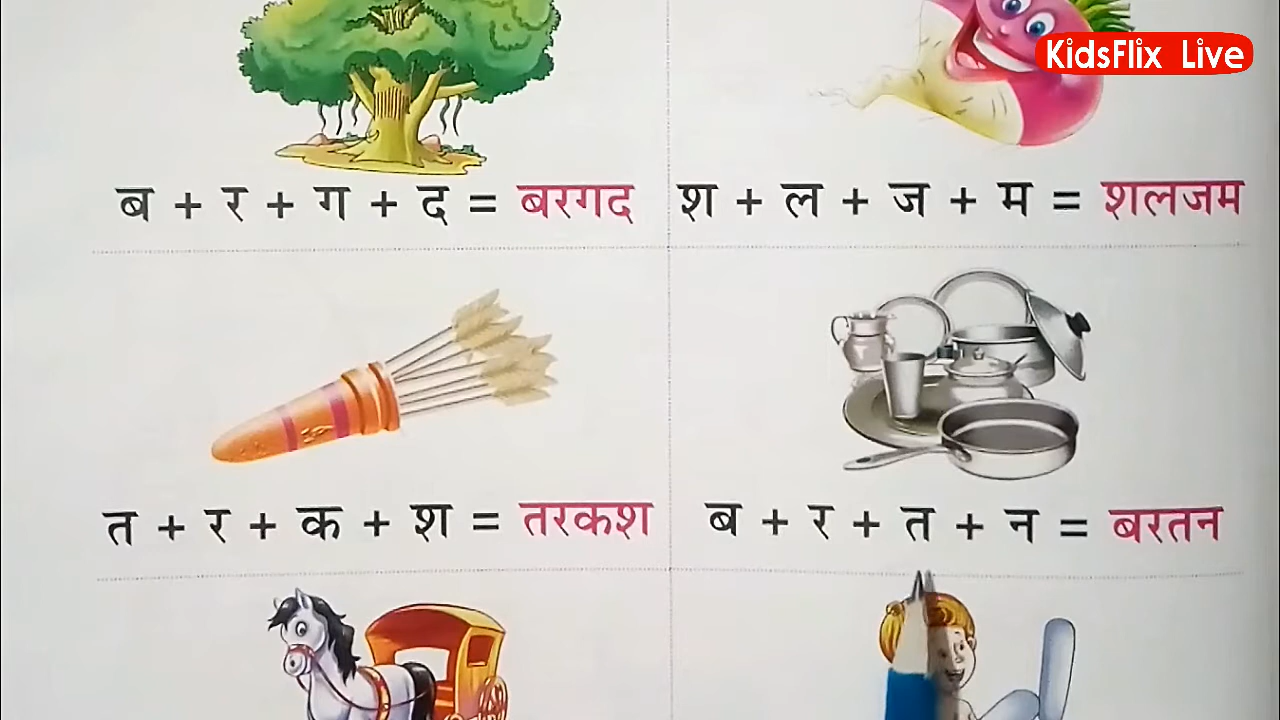 KidsFlix Live
ब + र + ग + द = बरगद
श + ल + ज + म = शलजम
त + र + क + श = तरकश
ब + र + त + न = बरतन